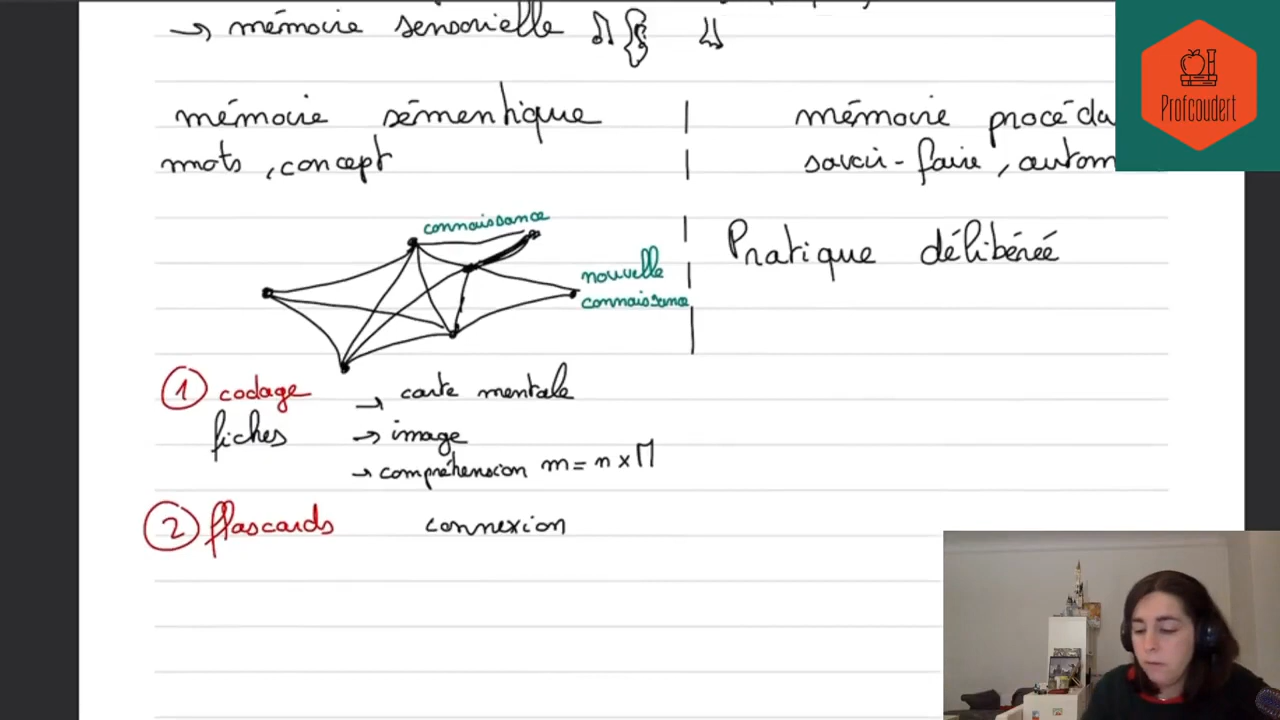 → mémoire sensorielle
mémoire sémentique | mémoire procédu
mots, concept | savoir-faire, autom
Profcoudert
connaissance
Pratique délibérée
nouvelle
connaissance
1 codage → carte mentale
fiches → image
→ compréhension m = n x M
2 flascards connexion